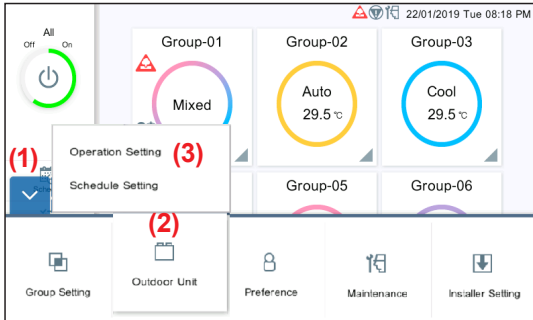 22/01/2019 Tue 08:18 PM
All
Off On
Group-01
Mixed
Group-02
Auto
29.5 °C
Group-03
Cool
29.5 °C
(1)
Operation Setting (3)
Schedule Setting
Group-05
Group-06
(2)
Group Setting
Outdoor Unit
Preference
Maintenance
Installer Setting